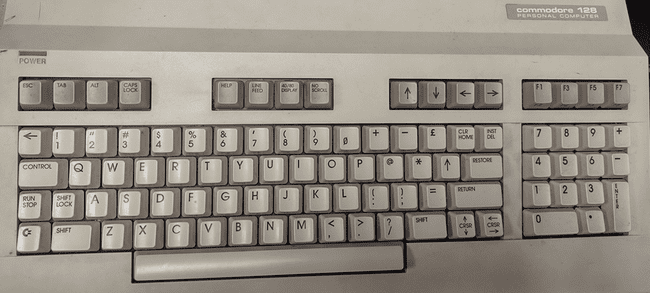 commodore 128
PERSONAL COMPUTER
POWER
ESC TAB ALT CAPS LOCK HELP LINE FEED 40/80 DISPLAY NO SCROLL ↑ ↓ ← → F1 F3 F5 F7
← ! 1 " 2 # 3 $ 4 % 5 & 6 ' 7 ( 8 ) 9 0 + - £ CLR HOME INST DEL 7 8 9 +
CONTROL Q W E R T Y U I O P @ * ↑ RESTORE 4 5 6 -
RUN STOP SHIFT LOCK A S D F G H J K L [ : ] ; = RETURN 1 2 3 ENTER
C= SHIFT Z X C V B N M < , > . ? / SHIFT ↑ CRSR ↓ ← CRSR → 0 .